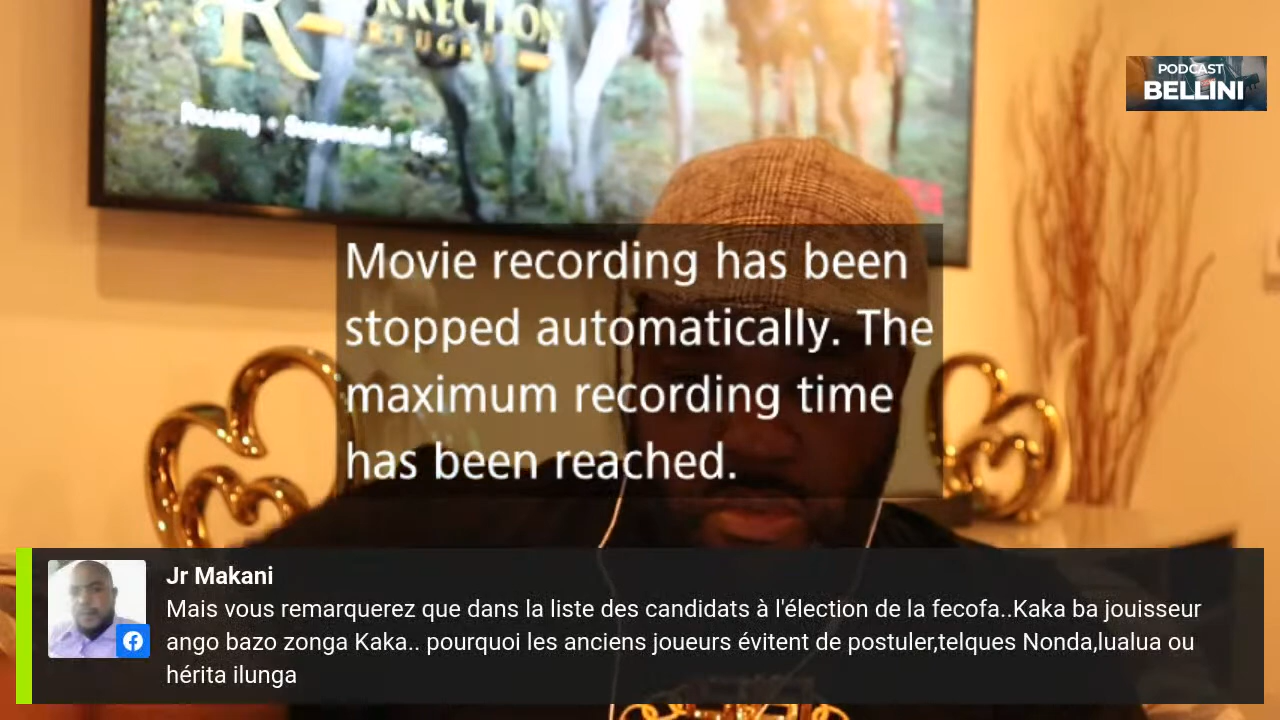 RRECTION
ERTUGRUL
Rousing • Suspenseful • Epic
PODCAST
BELLINI
Movie recording has been
stopped automatically. The
maximum recording time
has been reached.
Jr Makani
Mais vous remarquerez que dans la liste des candidats à l'élection de la fecofa..Kaka ba jouisseur
ango bazo zonga Kaka.. pourquoi les anciens joueurs évitent de postuler,telques Nonda,lualua ou
hérita ilunga